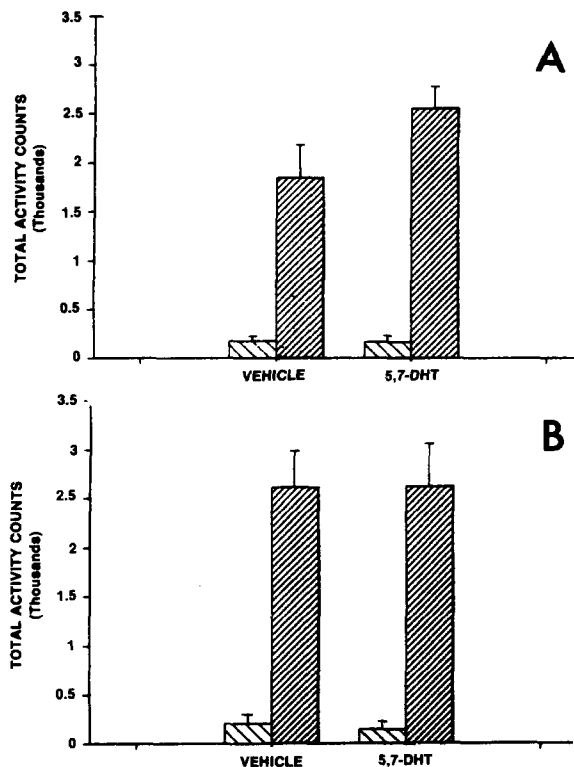 A
TOTAL ACTIVITY COUNTS
(Thousands)
3.5
3
2.5
2
1.5
1
0.5
0
VEHICLE
5,7-DHT
B
TOTAL ACTIVITY COUNTS
(Thousands)
3.5
3
2.5
2
1.5
1
0.5
0
VEHICLE
5,7-DHT